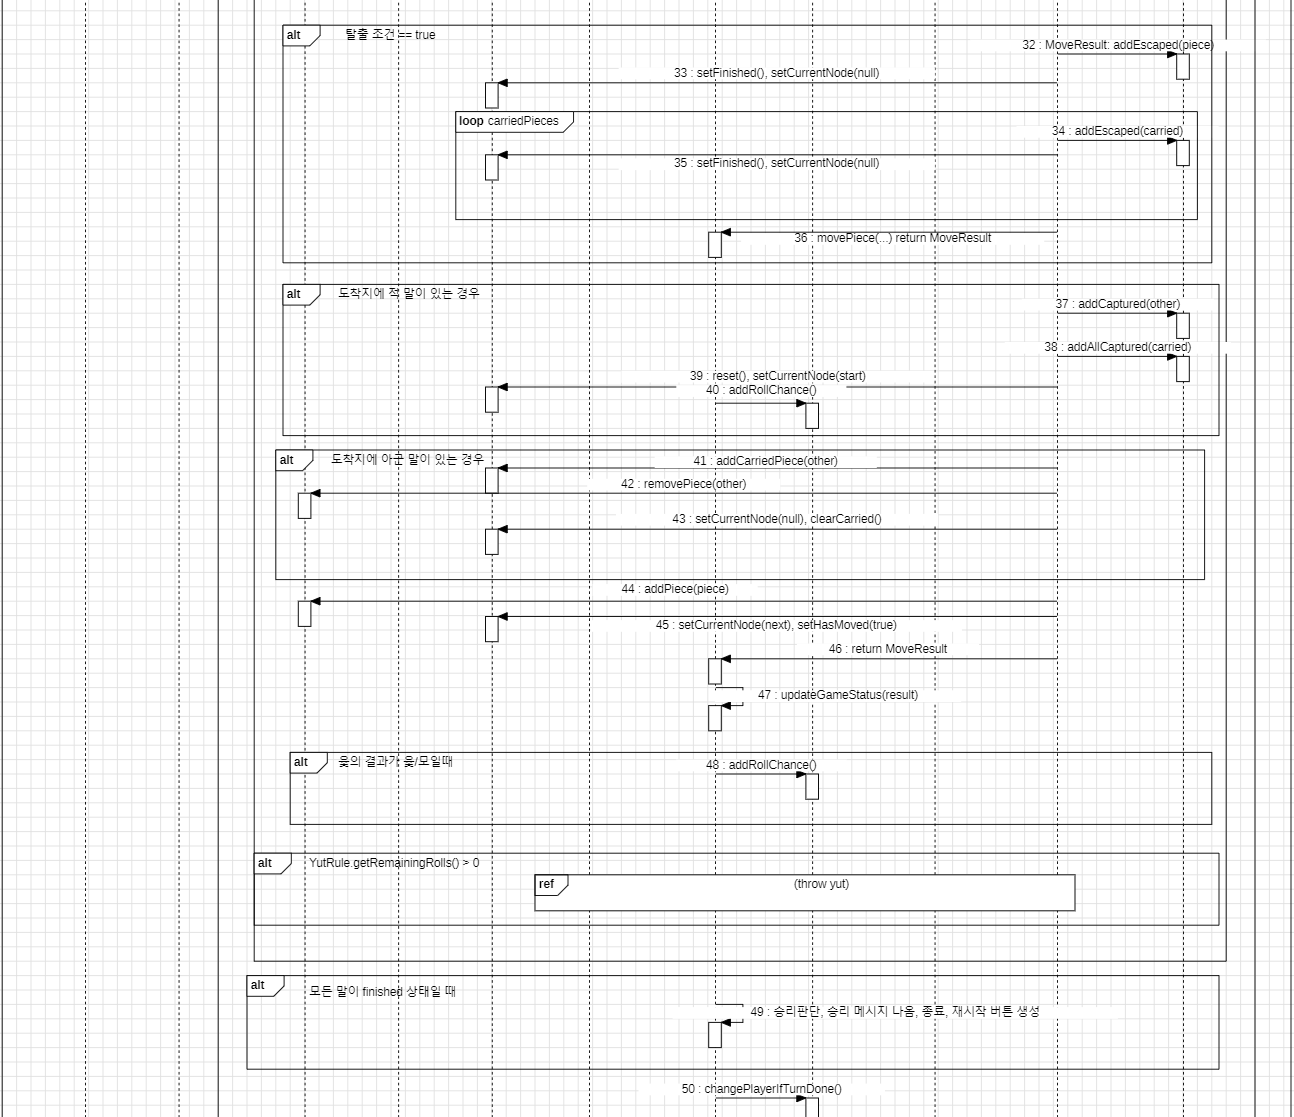 alt 탈출 조건 == true
32 : MoveResult: addEscaped(piece)
33 : setFinished(), setCurrentNode(null)
loop carriedPieces
34 : addEscaped(carried)
35 : setFinished(), setCurrentNode(null)
36 : movePiece(...) return MoveResult
alt 도착지에 적 말이 있는 경우
37 : addCaptured(other)
38 : addAllCaptured(carried)
39 : reset(), setCurrentNode(start)
40 : addRollChance()
alt 도착지에 아군 말이 있는 경우
41 : addCarriedPiece(other)
42 : removePiece(other)
43 : setCurrentNode(null), clearCarried()
44 : addPiece(piece)
45 : setCurrentNode(next), setHasMoved(true)
46 : return MoveResult
47 : updateGameStatus(result)
alt 윷의 결과가 윷/모일때
48 : addRollChance()
alt YutRule.getRemainingRolls() > 0
ref (throw yut)
alt 모든 말이 finished 상태일 때
49 : 승리판단, 승리 메시지 나옴, 종료, 재시작 버튼 생성
50 : changePlayerIfTurnDone()